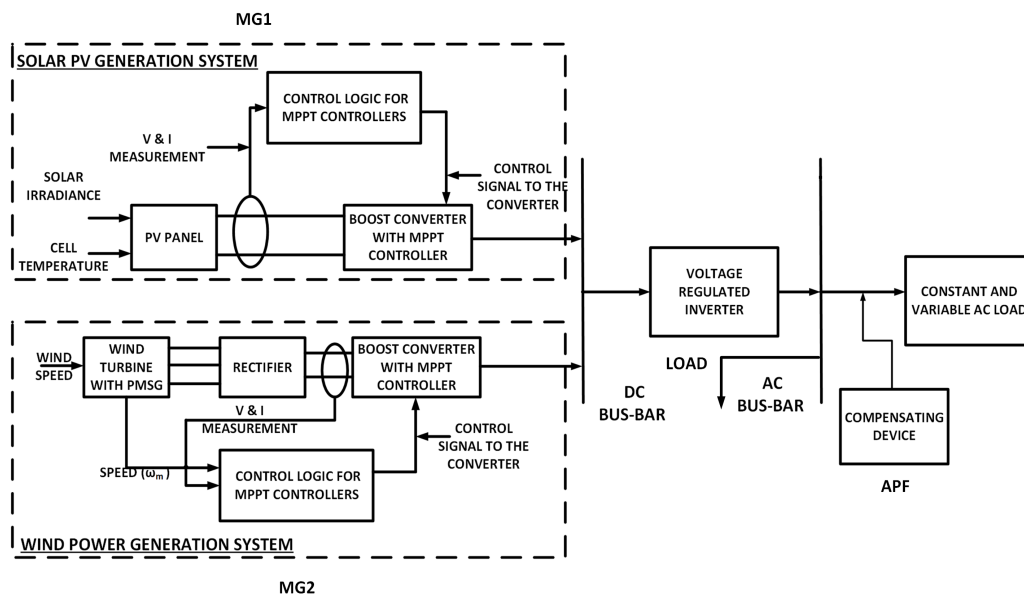 MG1
SOLAR PV GENERATION SYSTEM
CONTROL LOGIC FOR
MPPT CONTROLLERS
V & I
MEASUREMENT
CONTROL
SIGNAL TO THE
CONVERTER
SOLAR
IRRADIANCE
CELL
TEMPERATURE
PV PANEL
BOOST CONVERTER
WITH MPPT
CONTROLLER
VOLTAGE
REGULATED
INVERTER
CONSTANT AND
VARIABLE AC LOAD
WIND
SPEED
WIND
TURBINE
WITH PMSG
RECTIFIER
BOOST CONVERTER
WITH MPPT
CONTROLLER
V & I
MEASUREMENT
CONTROL
SIGNAL TO THE
CONVERTER
SPEED (ωm)
CONTROL LOGIC FOR
MPPT CONTROLLERS
WIND POWER GENERATION SYSTEM
MG2
DC
BUS-BAR
LOAD
AC
BUS-BAR
COMPENSATING
DEVICE
APF